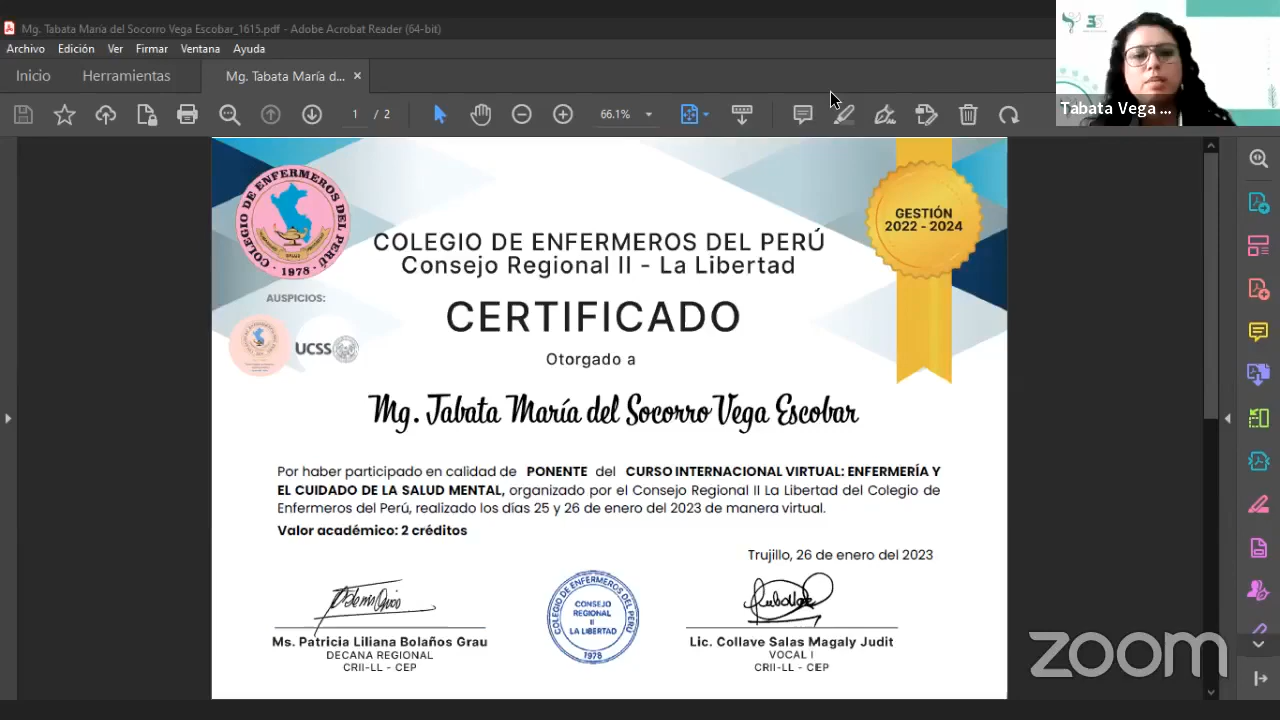 Mg. Tabata María del Socorro Vega Escobar_1615.pdf - Adobe Acrobat Reader (64-bit)
Archivo Edición Ver Firmar Ventana Ayuda
Inicio Herramientas Mg. Tabata María d... ×
1 / 2 66.1%
Tabata Vega ...
COLEGIO DE ENFERMEROS DEL PERÚ
· 1978 ·
GESTIÓN
2022 - 2024
COLEGIO DE ENFERMEROS DEL PERÚ
Consejo Regional II - La Libertad
AUSPICIOS:
UCSS
CERTIFICADO
Otorgado a
Mg. Tabata María del Socorro Vega Escobar
Por haber participado en calidad de PONENTE del CURSO INTERNACIONAL VIRTUAL: ENFERMERÍA Y
EL CUIDADO DE LA SALUD MENTAL, organizado por el Consejo Regional II La Libertad del Colegio de
Enfermeros del Perú, realizado los días 25 y 26 de enero del 2023 de manera virtual.
Valor académico: 2 créditos
Trujillo, 26 de enero del 2023
COLEGIO DE ENFERMEROS DEL PERÚ
CONSEJO
REGIONAL
II
LA LIBERTAD
1978
Ms. Patricia Liliana Bolaños Grau
DECANA REGIONAL
CRII-LL - CEP
Lic. Collave Salas Magaly Judit
VOCAL I
CRII-LL - CEP
zoom